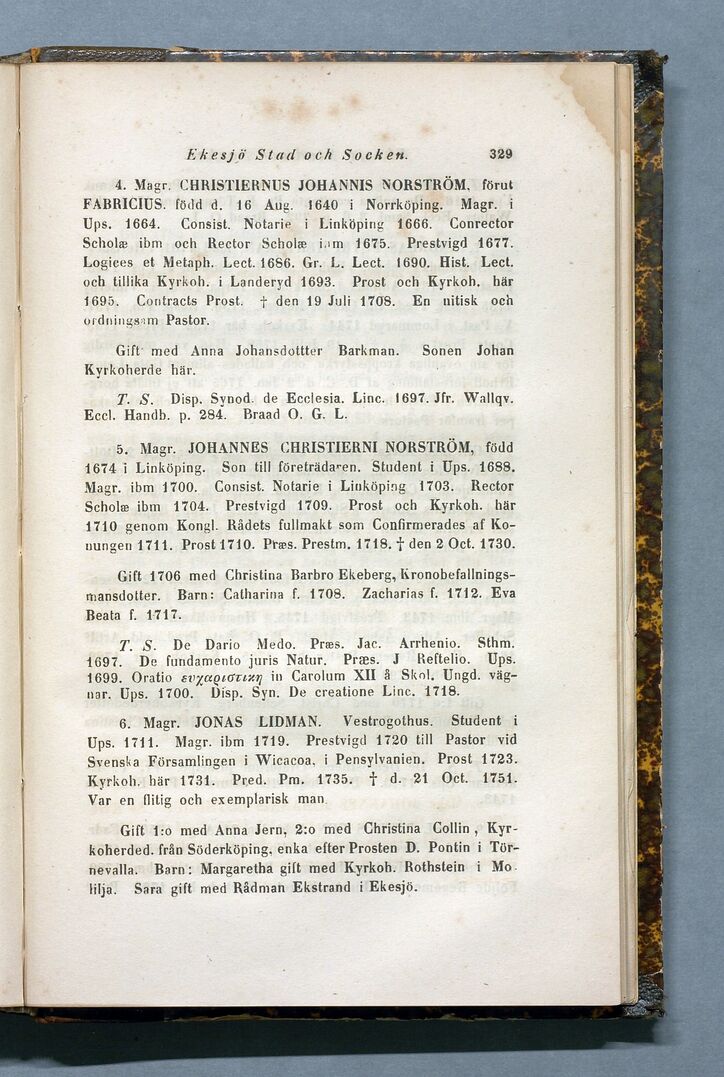 Ekesjö Stad och Socken. 329
4. Magr. CHRISTIERNUS JOHANNIS NORSTRÖM, förut
FABRICIUS. född d. 16 Aug. 1640 i Norrköping. Magr. i
Ups. 1664. Consist. Notarie i Linköping 1666. Conrector
Scholæ ibm och Rector Scholæ ibm 1675. Prestvigd 1677.
Logices et Metaph. Lect. 1686. Gr. L. Lect. 1690. Hist. Lect.
och tillika Kyrkoh. i Landeryd 1693. Prost och Kyrkoh. här
1695. Contracts Prost. † den 19 Juli 1708. En nitisk och
ordningsam Pastor.
Gift med Anna Johansdottter Barkman. Sonen Johan
Kyrkoherde här.
T. S. Disp. Synod. de Ecclesia. Linc. 1697. Jfr. Wallqv.
Eccl. Handb. p. 284. Braad O. G. L.
5. Magr. JOHANNES CHRISTIERNI NORSTRÖM, född
1674 i Linköping. Son till företrädaren. Student i Ups. 1688.
Magr. ibm 1700. Consist. Notarie i Linköping 1703. Rector
Scholæ ibm 1704. Prestvigd 1709. Prost och Kyrkoh. här
1710 genom Kongl. Rådets fullmakt som Confirmerades af Ko-
nungen 1711. Prost 1710. Præs. Prestm. 1718. † den 2 Oct. 1730.
Gift 1706 med Christina Barbro Ekeberg, Kronobefallnings-
mansdotter. Barn: Catharina f. 1708. Zacharias f. 1712. Eva
Beata f. 1717.
T. S. De Dario Medo. Præs. Jac. Arrhenio. Sthm.
1697. De fundamento juris Natur. Præs. J Reftelio. Ups.
1699. Oratio ευχαριστικη in Carolum XII å Skol. Ungd. väg-
nar. Ups. 1700. Disp. Syn. De creatione Linc. 1718.
6. Magr. JONAS LIDMAN. Vestrogothus. Student i
Ups. 1711. Magr. ibm 1719. Prestvigd 1720 till Pastor vid
Svenska Församlingen i Wicacoa, i Pensylvanien. Prost 1723.
Kyrkoh. här 1731. Pred. Pm. 1735. † d. 21 Oct. 1751.
Var en flitig och exemplarisk man
Gift 1:o med Anna Jern, 2:o med Christina Collin, Kyr-
koherded. från Söderköping, enka efter Prosten D. Pontin i Tör-
nevalla. Barn: Margaretha gift med Kyrkoh. Rothstein i Mo-
lilja. Sara gift med Rådman Ekstrand i Ekesjö.